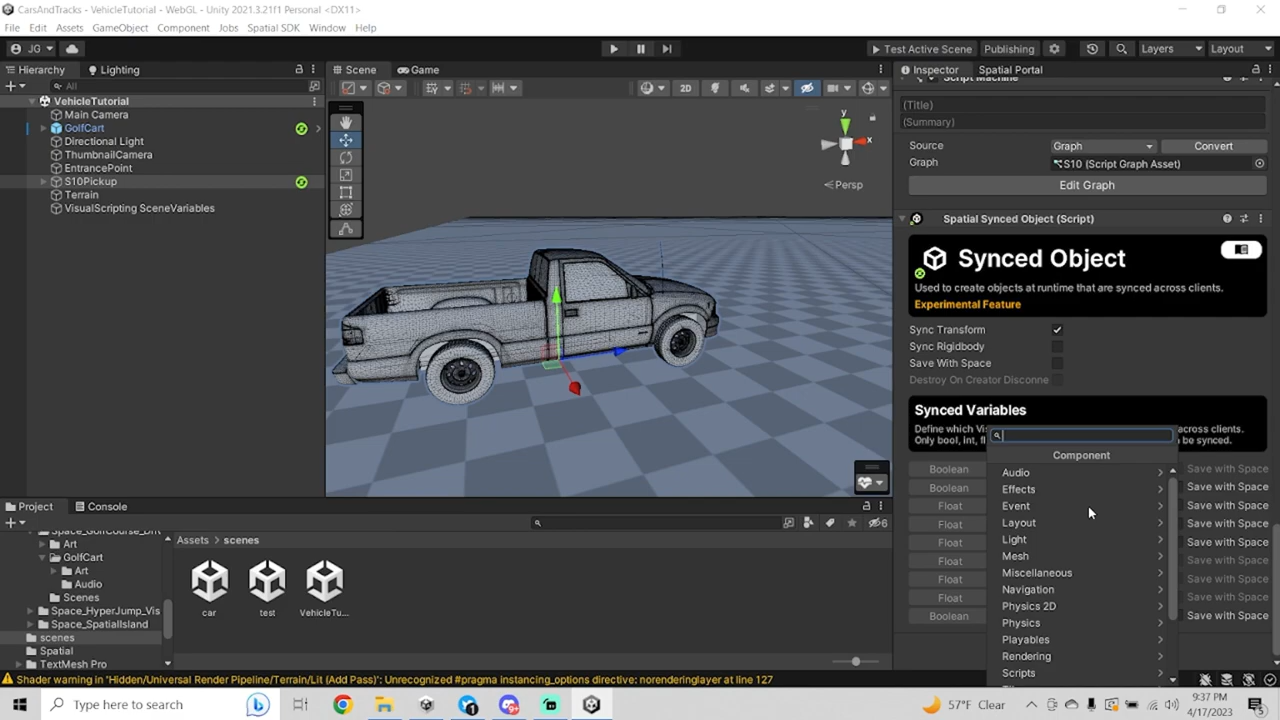 CarsAndTracks - VehicleTutorial - WebGL - Unity 2021.3.21f1 Personal <DX11>
File Edit Assets GameObject Component Jobs Spatial SDK Window Help
JG Test Active Scene Publishing Layers Layout
Hierarchy Lighting Scene Game Inspector Spatial Portal
All 2D
VehicleTutorial
Main Camera
GolfCart
Directional Light
ThumbnailCamera
EntrancePoint
S10Pickup
Terrain
VisualScripting SceneVariables
y
x
Persp
Script Machine
(Title)
(Summary)
Source Graph Convert
Graph S10 (Script Graph Asset)
Edit Graph
Spatial Synced Object (Script)
Synced Object
Used to create objects at runtime that are synced across clients.
Experimental Feature
Sync Transform
Sync Rigidbody
Save With Space
Destroy On Creator Disconne
Synced Variables
Define which Vi across clients.
Only bool, int, fl be synced.
Component
Audio
Effects
Event
Layout
Light
Mesh
Miscellaneous
Navigation
Physics 2D
Physics
Playables
Rendering
Scripts
Boolean Save with Space
Boolean Save with Space
Float Save with Space
Float Save with Space
Float Save with Space
Float Save with Space
Float Save with Space
Float Save with Space
Boolean Save with Space
Project Console
6
Space_GolfCourse_Dri
Art
GolfCart
Art
Audio
Scenes
Space_HyperJump_Vis
Space_SpatialIsland
scenes
Spatial
TextMesh Pro
Assets > scenes
car test VehicleTu...
Shader warning in 'Hidden/Universal Render Pipeline/Terrain/Lit (Add Pass)': Unrecognized #pragma instancing_options directive: norenderinglayer at line 127
Type here to search
57°F Clear
9:37 PM
4/17/2023